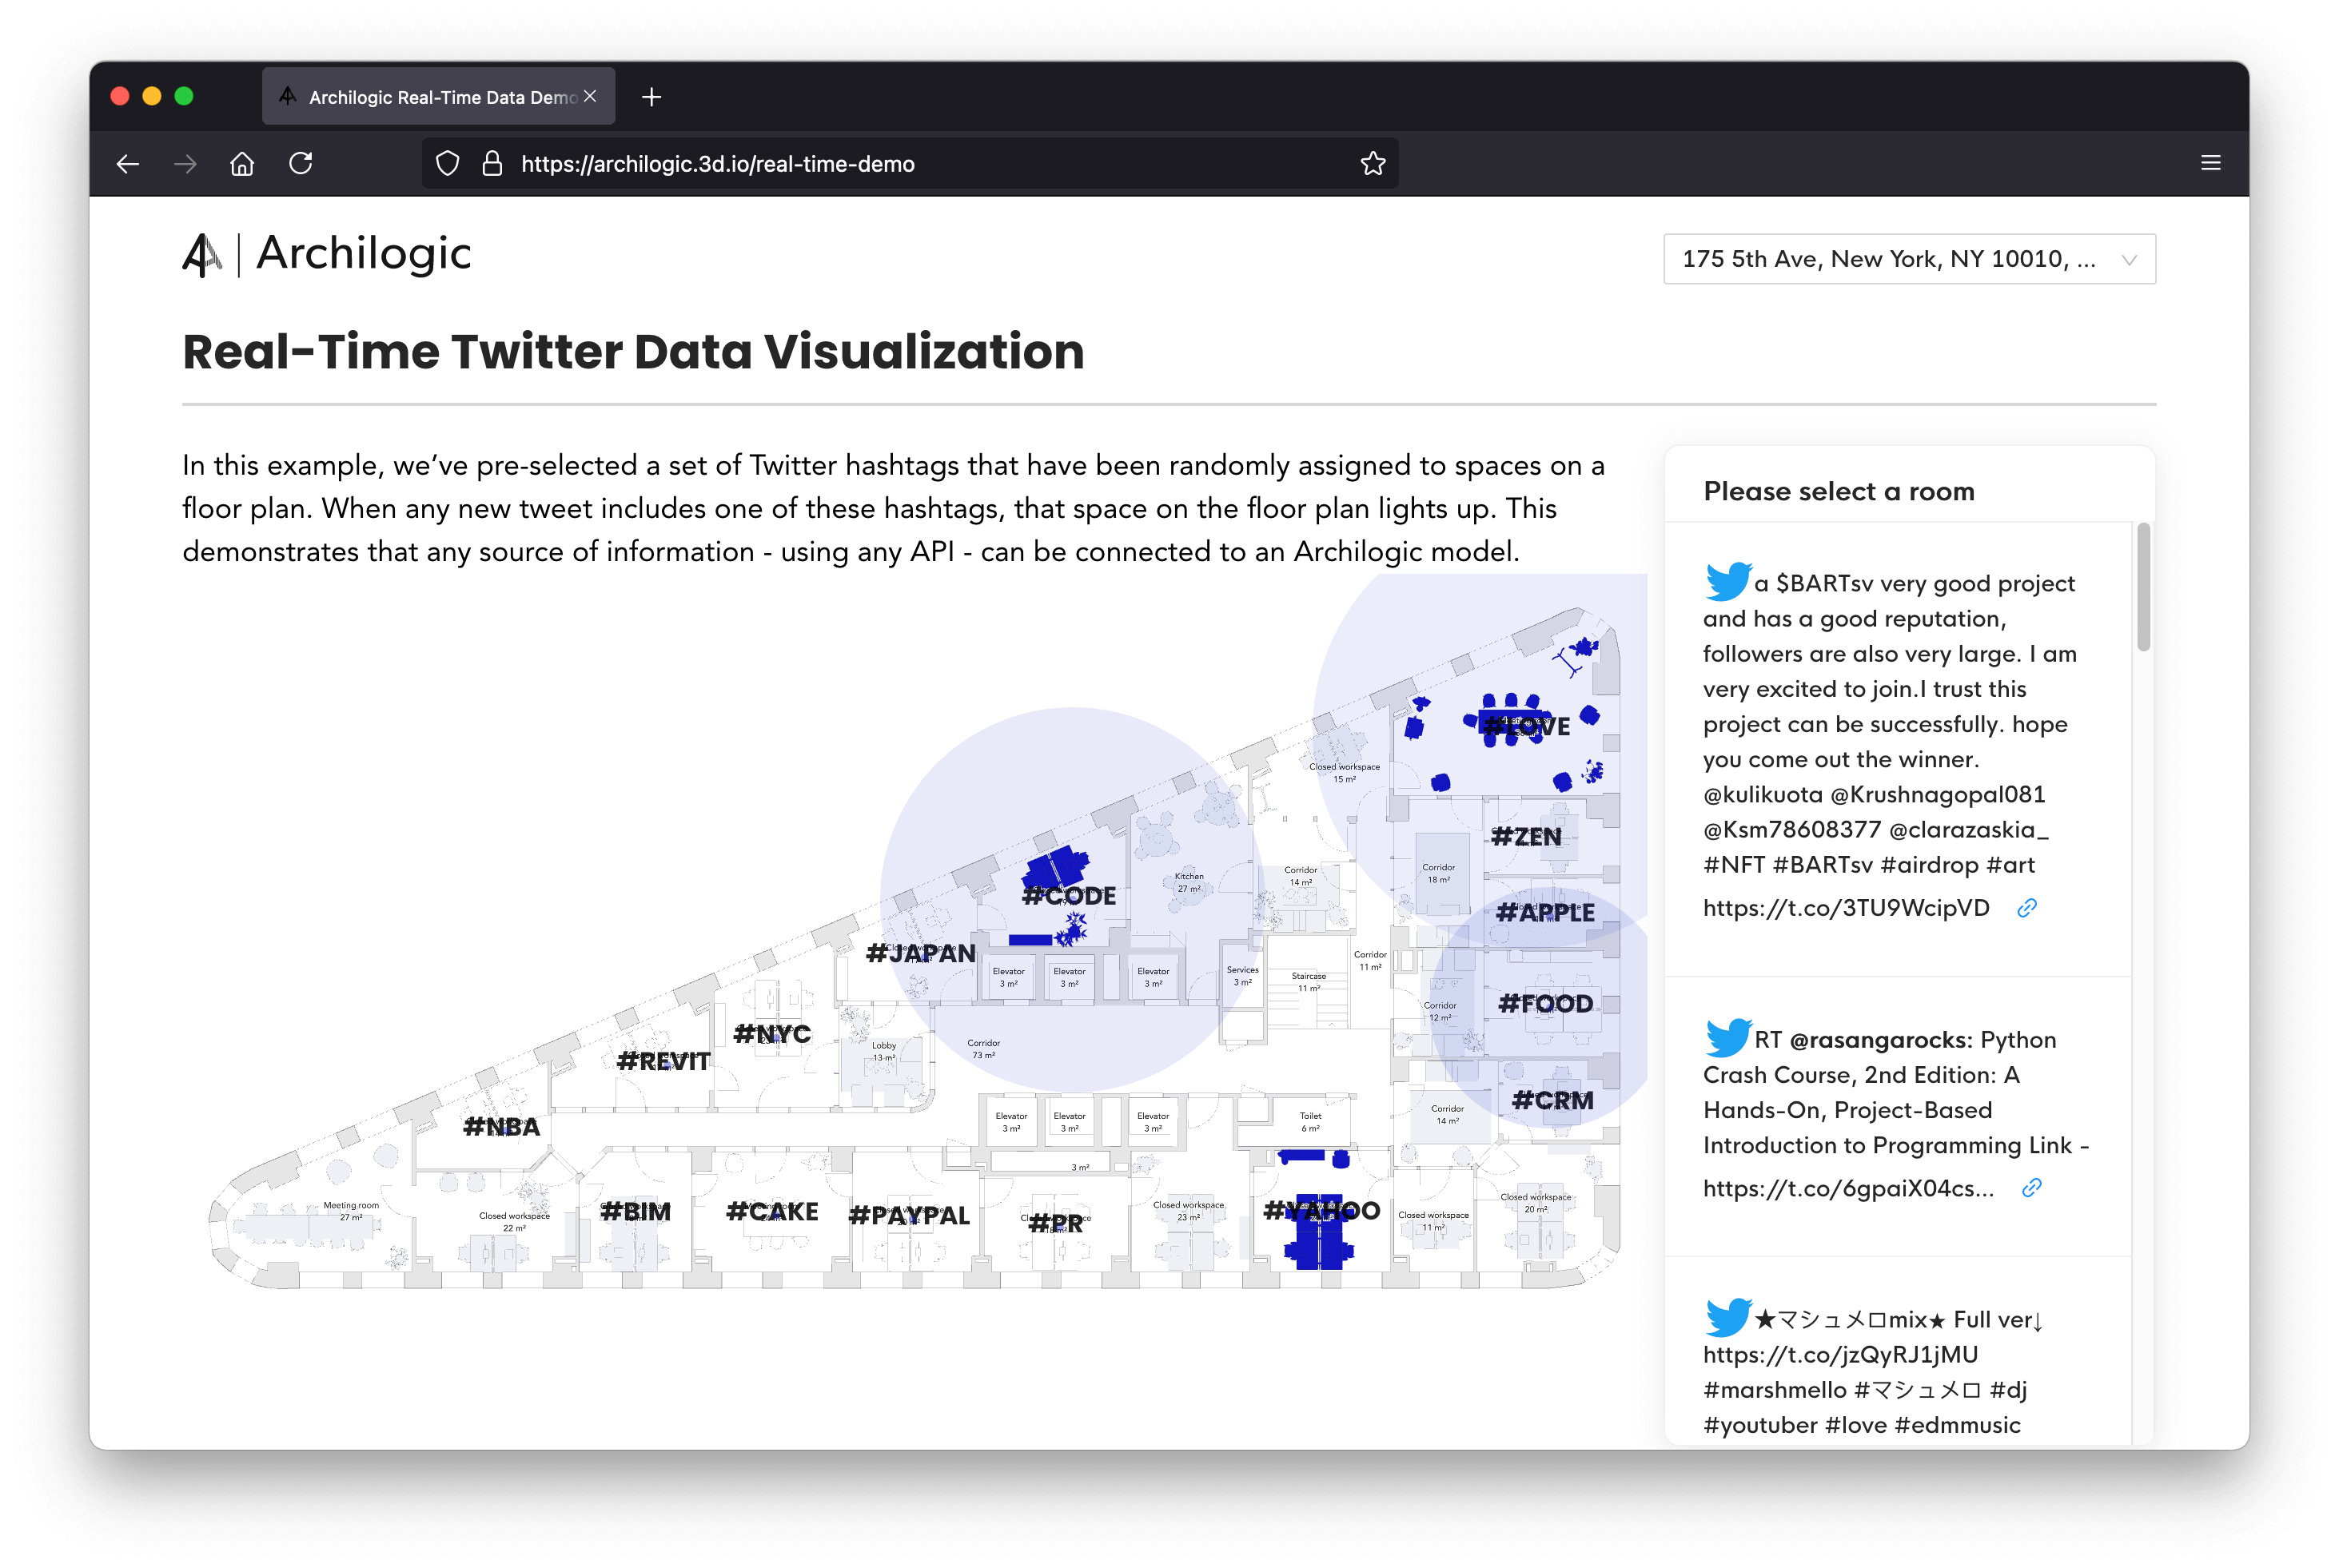 Archilogic Real-Time Data Demo
https://archilogic.3d.io/real-time-demo
Archilogic
175 5th Ave, New York, NY 10010, ...
Real-Time Twitter Data Visualization
In this example, we've pre-selected a set of Twitter hashtags that have been randomly assigned to spaces on a
floor plan. When any new tweet includes one of these hashtags, that space on the floor plan lights up. This
demonstrates that any source of information - using any API - can be connected to an Archilogic model.
#LOVE
Closed workspace
15 m²
#ZEN
Corridor
18 m²
Kitchen
27 m²
Corridor
14 m²
#CODE
#APPLE
#JAPAN
Elevator
3 m²
Elevator
3 m²
Elevator
3 m²
Services
3 m²
Staircase
11 m²
Corridor
11 m²
#FOOD
Corridor
12 m²
#NYC
Lobby
13 m²
Corridor
73 m²
#REVIT
#CRM
Elevator
3 m²
Elevator
3 m²
Elevator
3 m²
Toilet
6 m²
Corridor
14 m²
#NBA
3 m²
Meeting room
27 m²
Closed workspace
22 m²
#BIM
#CAKE
#PAYPAL
#PR
Closed workspace
23 m²
#YAHOO
Closed workspace
11 m²
Closed workspace
20 m²
Please select a room
a $BARTsv very good project
and has a good reputation,
followers are also very large. I am
very excited to join.I trust this
project can be successfully. hope
you come out the winner.
@kulikuota @Krushnagopal081
@Ksm78608377 @clarazaskia_
#NFT #BARTsv #airdrop #art
https://t.co/3TU9WcipVD
RT @rasangarocks: Python
Crash Course, 2nd Edition: A
Hands-On, Project-Based
Introduction to Programming Link -
https://t.co/6gpaiX04cs...
★マシュメロmix★ Full ver↓
https://t.co/jzQyRJ1jMU
#marshmello #マシュメロ #dj
#youtuber #love #edmmusic